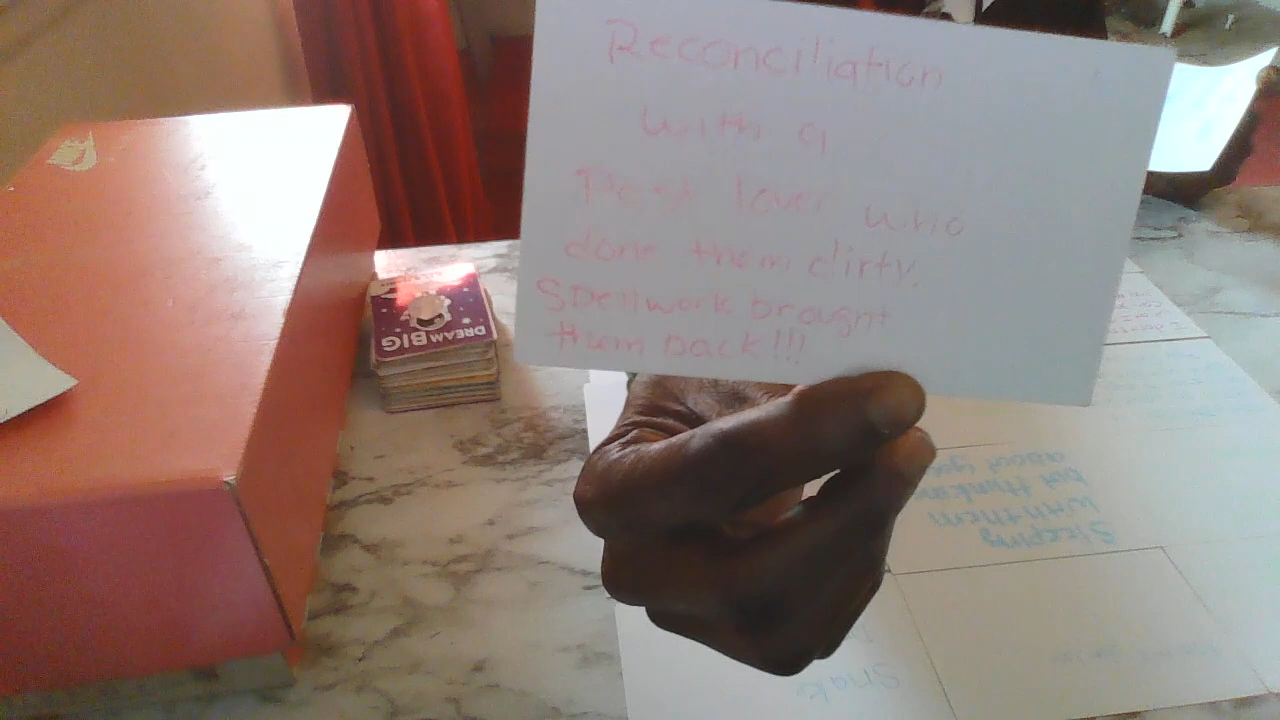 Reconciliation
with a
Past lover who
done them dirty.
Spellwork brought
them back!!!
DREAM BIG
Sleeping
with them
but thinking
about you
Snake